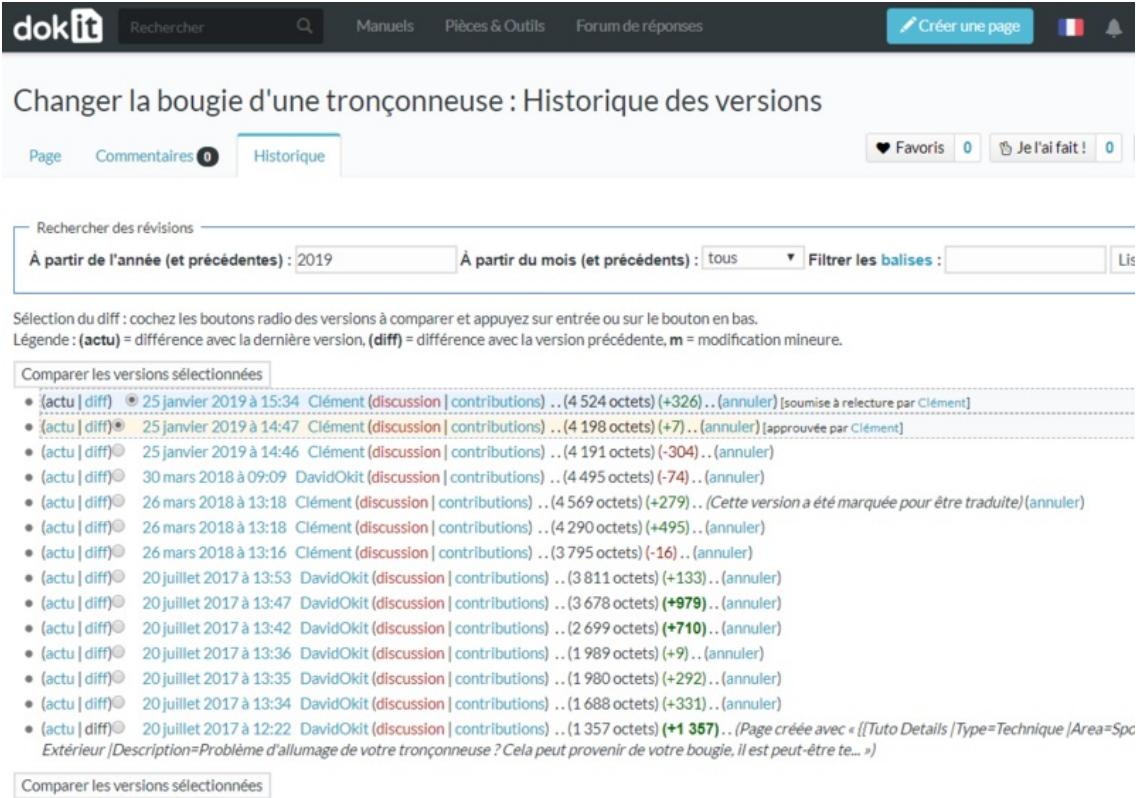 dokit Rechercher Manuels Pièces & Outils Forum de réponses Créer une page
Changer la bougie d'une tronçonneuse : Historique des versions
Page Commentaires 0 Historique Favoris 0 Je l'ai fait ! 0
Rechercher des révisions
À partir de l'année (et précédentes) : 2019 À partir du mois (et précédents) : tous Filtrer les balises : Lis
Sélection du diff : cochez les boutons radio des versions à comparer et appuyez sur entrée ou sur le bouton en bas.
Légende : (actu) = différence avec la dernière version, (diff) = différence avec la version précédente, m = modification mineure.
Comparer les versions sélectionnées
(actu | diff) 25 janvier 2019 à 15:34 Clément (discussion | contributions) . . (4 524 octets) (+326) . . (annuler) [soumise à relecture par Clément]
(actu | diff) 25 janvier 2019 à 14:47 Clément (discussion | contributions) . . (4 198 octets) (+7) . . (annuler) [approuvée par Clément]
(actu | diff) 25 janvier 2019 à 14:46 Clément (discussion | contributions) . . (4 191 octets) (-304) . . (annuler)
(actu | diff) 30 mars 2018 à 09:09 DavidOkit (discussion | contributions) . . (4 495 octets) (-74) . . (annuler)
(actu | diff) 26 mars 2018 à 13:18 Clément (discussion | contributions) . . (4 569 octets) (+279) . . (Cette version a été marquée pour être traduite) (annuler)
(actu | diff) 26 mars 2018 à 13:18 Clément (discussion | contributions) . . (4 290 octets) (+495) . . (annuler)
(actu | diff) 26 mars 2018 à 13:16 Clément (discussion | contributions) . . (3 795 octets) (-16) . . (annuler)
(actu | diff) 20 juillet 2017 à 13:53 DavidOkit (discussion | contributions) . . (3 811 octets) (+133) . . (annuler)
(actu | diff) 20 juillet 2017 à 13:47 DavidOkit (discussion | contributions) . . (3 678 octets) (+979) . . (annuler)
(actu | diff) 20 juillet 2017 à 13:42 DavidOkit (discussion | contributions) . . (2 699 octets) (+710) . . (annuler)
(actu | diff) 20 juillet 2017 à 13:36 DavidOkit (discussion | contributions) . . (1 989 octets) (+9) . . (annuler)
(actu | diff) 20 juillet 2017 à 13:35 DavidOkit (discussion | contributions) . . (1 980 octets) (+292) . . (annuler)
(actu | diff) 20 juillet 2017 à 13:34 DavidOkit (discussion | contributions) . . (1 688 octets) (+331) . . (annuler)
(actu | diff) 20 juillet 2017 à 12:22 DavidOkit (discussion | contributions) . . (1 357 octets) (+1 357) . . (Page créée avec « {{Tuto Details |Type=Technique |Area=Spo
Extérieur |Description=Problème d'allumage de votre tronçonneuse ? Cela peut provenir de votre bougie, il est peut-être te... »)
Comparer les versions sélectionnées